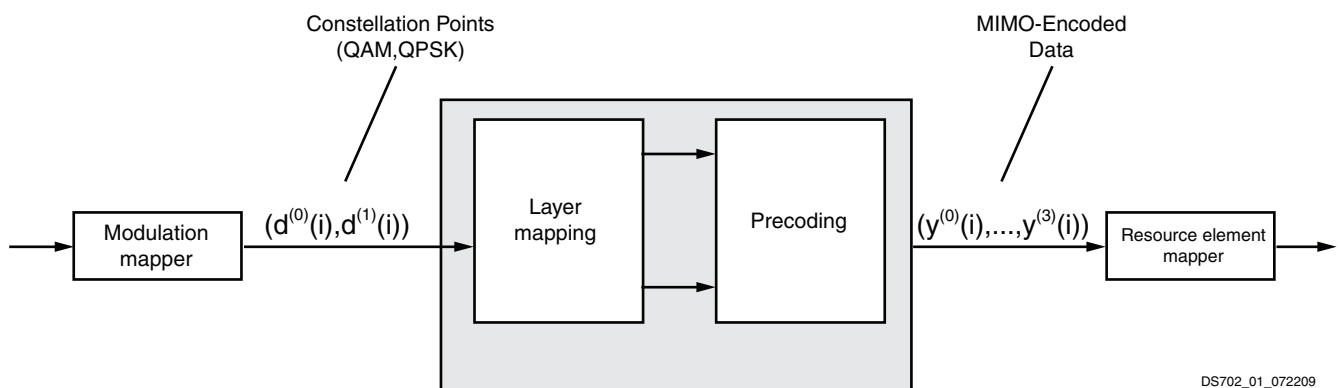 Constellation Points
(QAM,QPSK)
MIMO-Encoded
Data
Modulation
mapper
(d^(0)(i),d^(1)(i))
Layer
mapping
Precoding
(y^(0)(i),...,y^(3)(i))
Resource element
mapper
DS702_01_072209